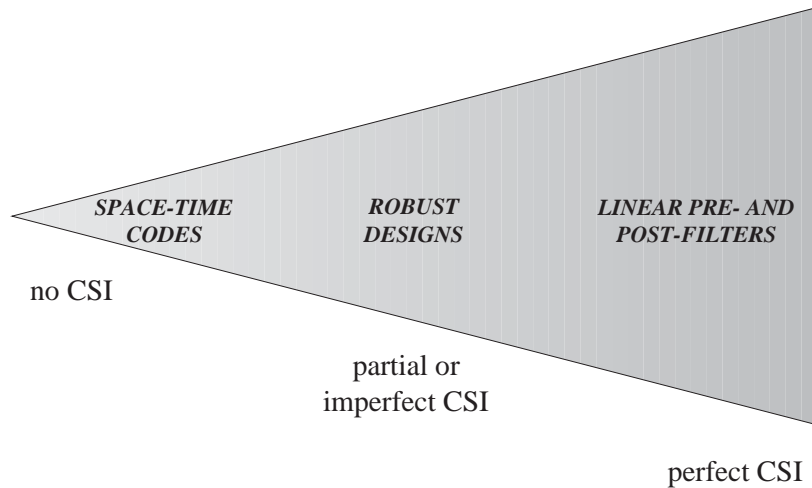 SPACE-TIME
CODES
ROBUST
DESIGNS
LINEAR PRE- AND
POST-FILTERS
no CSI
partial or
imperfect CSI
perfect CSI